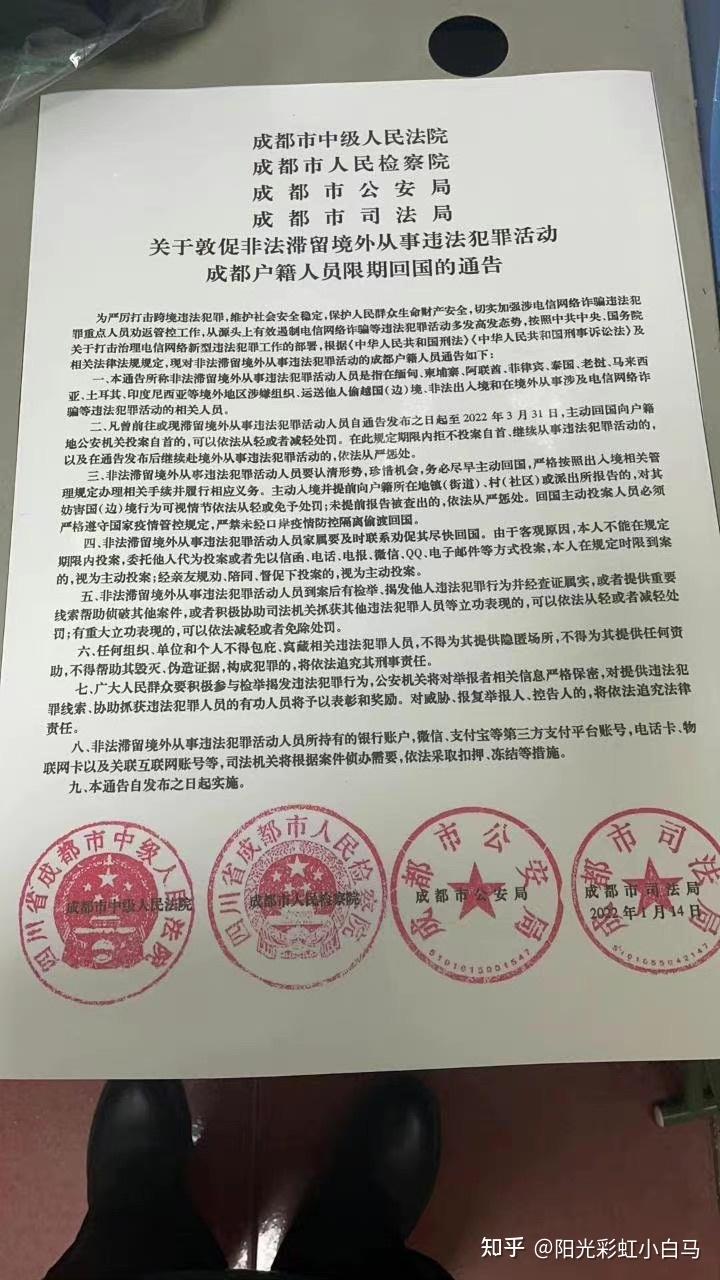 成都市中级人民法院
成都市人民检察院
成都市公安局
成都市司法局
关于敦促非法滞留境外从事违法犯罪活动
成都户籍人员限期回国的通告
为严厉打击跨境违法犯罪，维护社会安全稳定，保护人民群众生命财产安全，切实加强涉电信网络诈骗违法犯
罪重点人员劝返管控工作，从源头上有效遏制电信网络诈骗等违法犯罪活动多发高发态势，按照中共中央、国务院
关于打击治理电信网络新型违法犯罪工作的部署，根据《中华人民共和国刑法》《中华人民共和国刑事诉讼法》及
相关法律法规规定，现对非法滞留境外从事违法犯罪活动的成都户籍人员通告如下：
一、本通告所称非法滞留境外从事违法犯罪活动人员是指在缅甸、柬埔寨、阿联酋、菲律宾、泰国、老挝、马来西
亚、土耳其、印度尼西亚等境外地区涉嫌组织、运送他人偷越国（边）境、非法出入境和在境外从事涉及电信网络诈
骗等违法犯罪活动的相关人员。
二、凡曾前往或现滞留境外从事违法犯罪活动人员自通告发布之日起至 2022 年 3 月 31 日，主动回国向户籍
地公安机关投案自首的，可以依法从轻或者减轻处罚。在此规定期限内拒不投案自首、继续从事违法犯罪活动的，
以及在通告发布后继续赴境外从事违法犯罪活动的，依法从严惩处。
三、非法滞留境外从事违法犯罪活动人员要认清形势，珍惜机会，务必尽早主动回国，严格按照出入境相关管
理规定办理相关手续并履行相应义务。主动入境并提前向户籍所在地镇（街道）、村（社区）或派出所报告的，对其
妨害国（边）境行为可视情节依法从轻或免予处罚；未提前报告被查出的，依法从严惩处。回国主动投案人员必须
严格遵守国家疫情管控规定，严禁未经口岸疫情防控隔离偷渡回国。
四、非法滞留境外从事违法犯罪活动人员家属要及时联系劝促其尽快回国。由于客观原因，本人不能在规定
期限内投案，委托他人代为投案或者先以信函、电话、电报、微信、QQ、电子邮件等方式投案，本人在规定时限到案
的，视为主动投案；经亲友规劝、陪同、督促下投案的，视为主动投案。
五、非法滞留境外从事违法犯罪活动人员到案后有检举、揭发他人违法犯罪行为并经查证属实，或者提供重要
线索帮助侦破其他案件，或者积极协助司法机关抓获其他违法犯罪人员等立功表现的，可以依法从轻或者减轻处
罚；有重大立功表现的，可以依法减轻或者免除处罚。
六、任何组织、单位和个人不得包庇、窝藏相关违法犯罪人员，不得为其提供隐匿场所，不得为其提供任何资
助，不得帮助其毁灭、伪造证据，构成犯罪的，将依法追究其刑事责任。
七、广大人民群众要积极参与检举揭发违法犯罪行为，公安机关将对举报者相关信息严格保密，对提供违法犯
罪线索、协助抓获违法犯罪人员的有功人员将予以表彰和奖励。对威胁、报复举报人、控告人的，将依法追究法律
责任。
八、非法滞留境外从事违法犯罪活动人员所持有的银行账户，微信、支付宝等第三方支付平台账号，电话卡、物
联网卡以及关联互联网账号等，司法机关将根据案件侦办需要，依法采取扣押、冻结等措施。
九、本通告自发布之日起实施。
四川省成都市中级人民法院
成都市中级人民法院
四川省成都市人民检察院
成都市人民检察院
成都市公安局
成都市公安局
5101015001547
成都市司法局
成都市司法局
2022 年 1 月 14 日
5101055042147
知乎 @阳光彩虹小白马